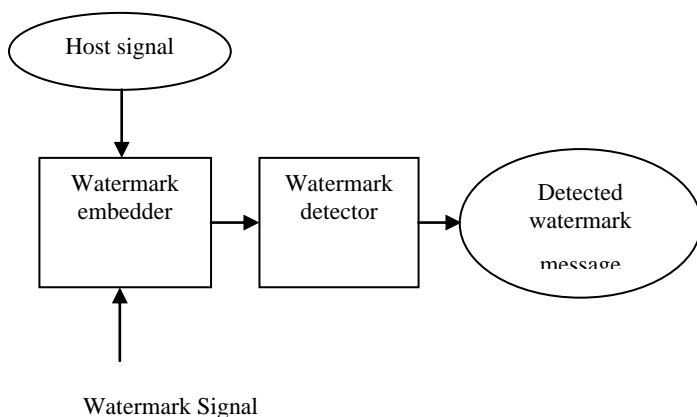 Host signal
Watermark
embedder
Watermark
detector
Detected
watermark
message
Watermark Signal